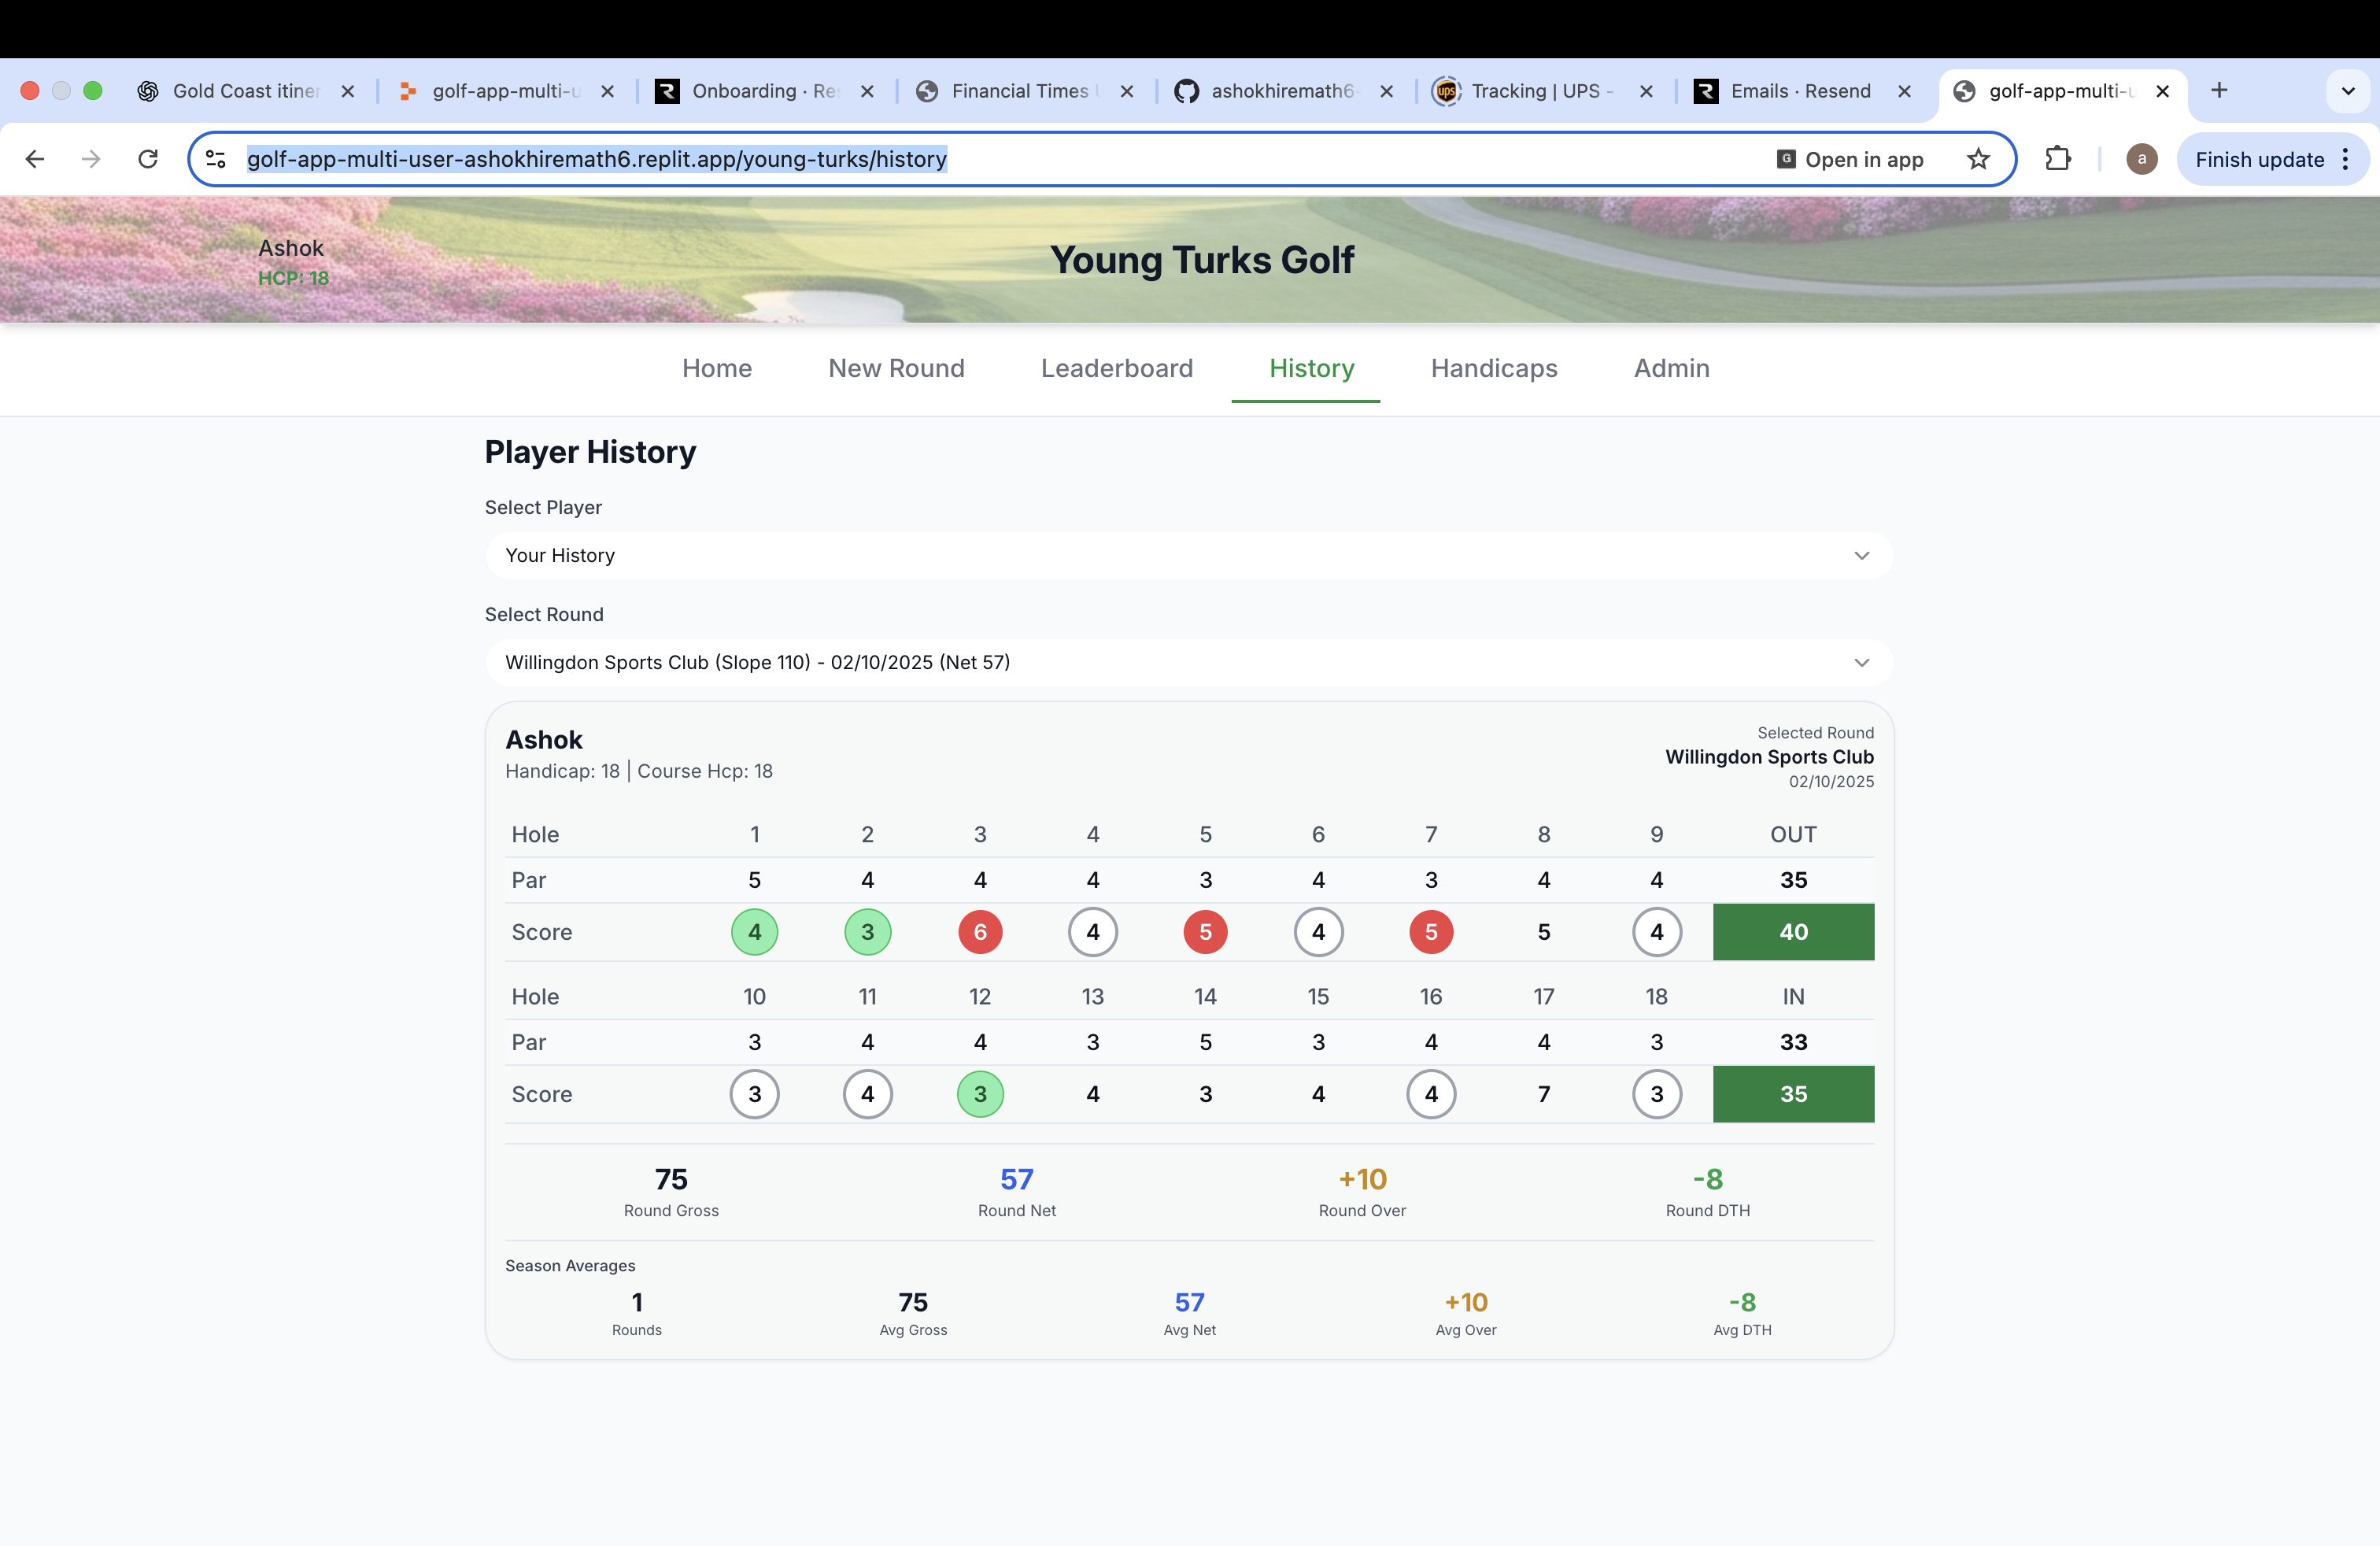 Gold Coast itiner
golf-app-multi-u
Onboarding · Re
Financial Times
ashokhiremath6
Tracking | UPS -
Emails · Resend
golf-app-multi-u
golf-app-multi-user-ashokhiremath6.replit.app/young-turks/history
Open in app
a
Finish update
Ashok
HCP: 18
Young Turks Golf
Home New Round Leaderboard History Handicaps Admin
Player History
Select Player
Your History
Select Round
Willingdon Sports Club (Slope 110) - 02/10/2025 (Net 57)
Ashok
Handicap: 18 | Course Hcp: 18
Selected Round
Willingdon Sports Club
02/10/2025
Hole 1 2 3 4 5 6 7 8 9 OUT
Par 5 4 4 4 3 4 3 4 4 35
Score 4 3 6 4 5 4 5 5 4 40
Hole 10 11 12 13 14 15 16 17 18 IN
Par 3 4 4 3 5 3 4 4 3 33
Score 3 4 3 4 3 4 4 7 3 35
75 57 +10 -8
Round Gross Round Net Round Over Round DTH
Season Averages
1 75 57 +10 -8
Rounds Avg Gross Avg Net Avg Over Avg DTH